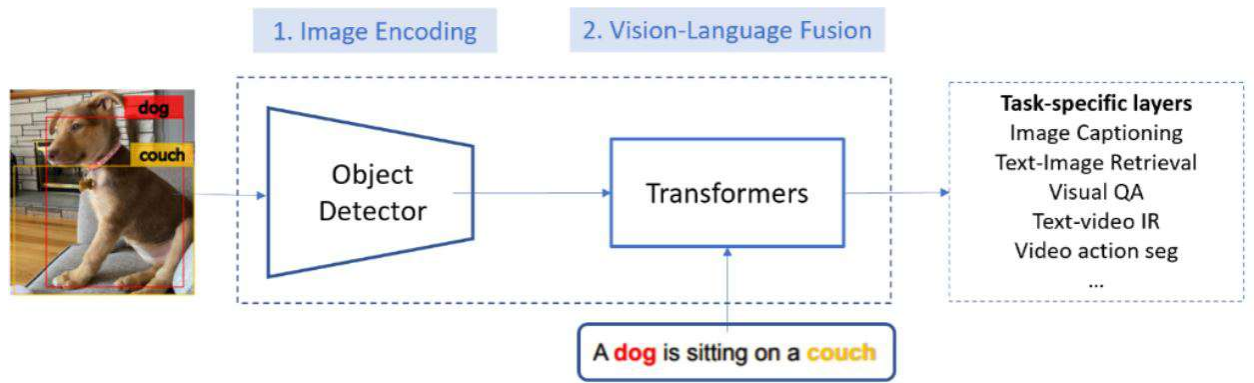 1. Image Encoding
2. Vision-Language Fusion
dog
couch
Object
Detector
Transformers
Task-specific layers
Image Captioning
Text-Image Retrieval
Visual QA
Text-video IR
Video action seg
...
A dog is sitting on a couch